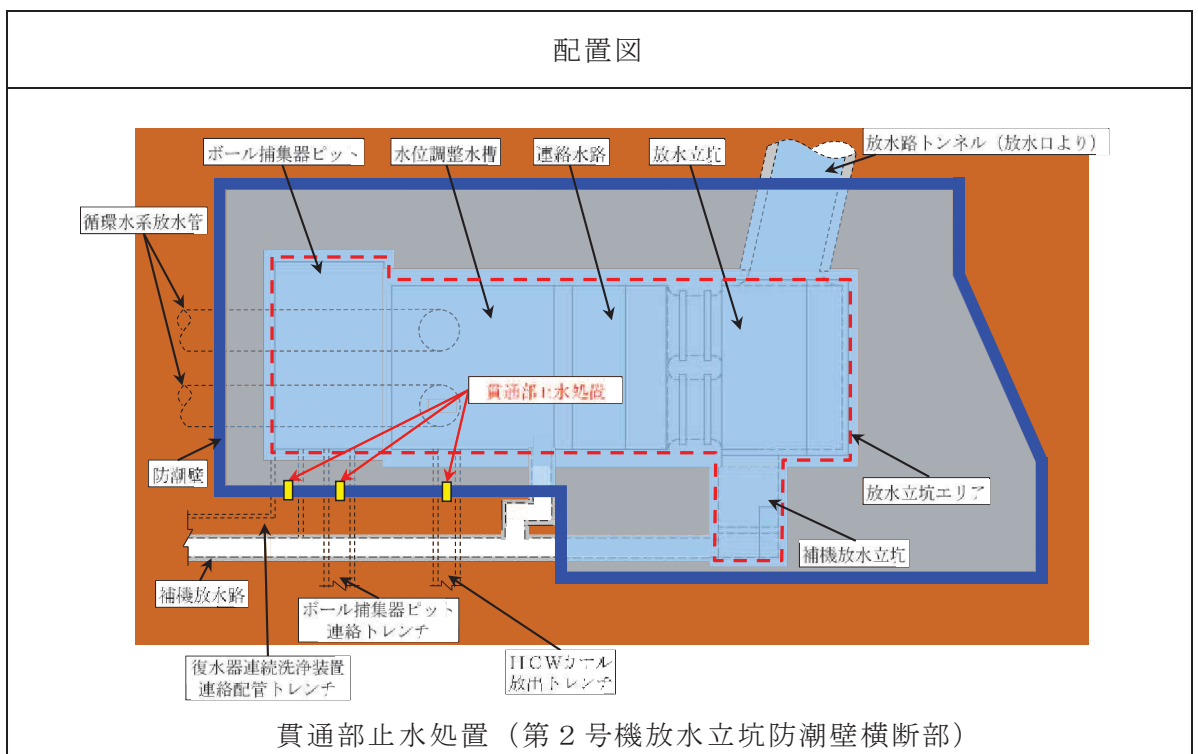 配置図
ボール捕集器ピット
水位調整水槽
連絡水路
放水立坑
放水路トンネル（放水口より）
循環水系放水管
貫通部止水処置
防潮壁
放水立坑エリア
補機放水立坑
補機放水路
ボール捕集器ピット
連絡トレンチ
復水器連続洗浄装置
連絡配管トレンチ
HCWカナル
放出トレンチ
貫通部止水処置（第２号機放水立坑防潮壁横断部）